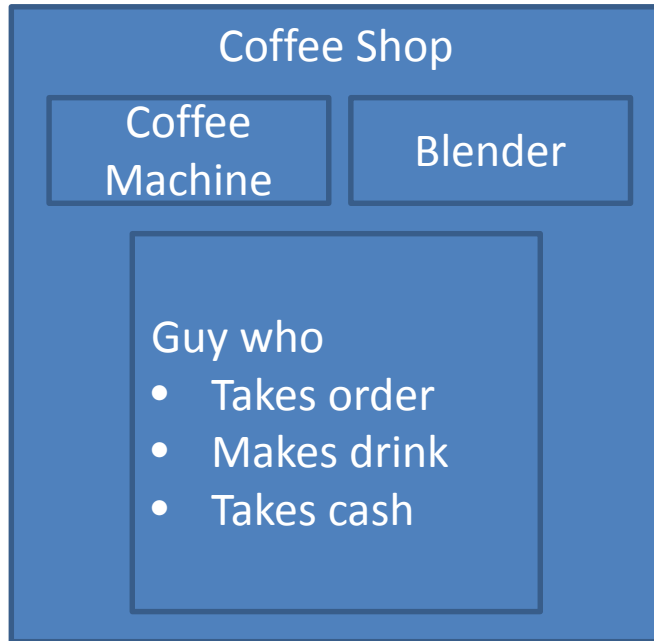 Coffee Shop
Coffee
Machine
Blender
Guy who
• Takes order
• Makes drink
• Takes cash